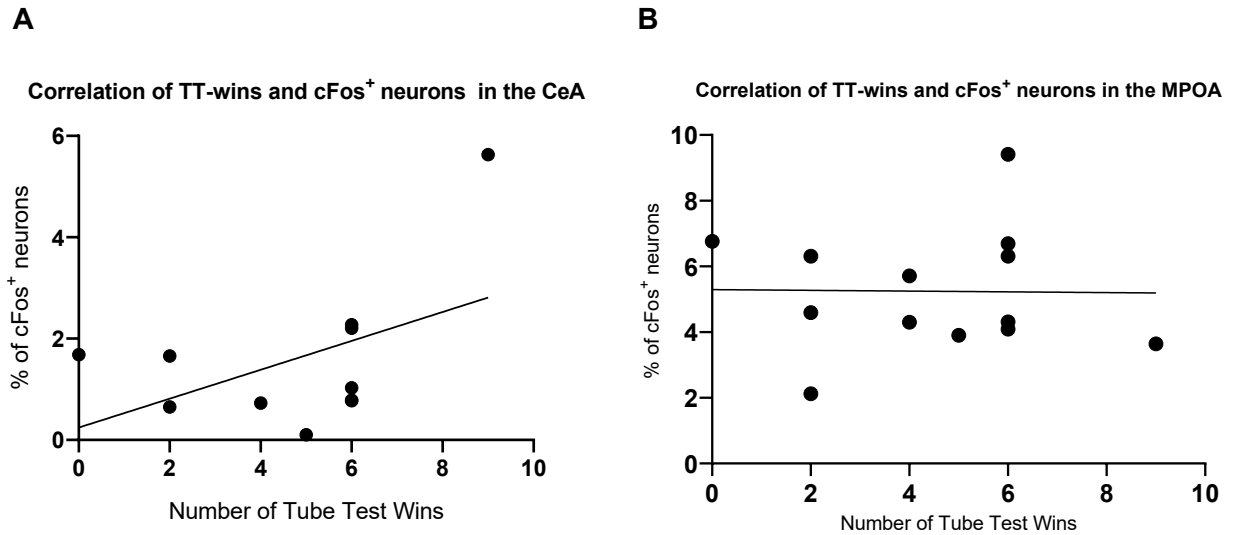 A
Correlation of TT-wins and cFos⁺ neurons in the CeA
6
4
2
0
% of cFos⁺ neurons
0 2 4 6 8 10
Number of Tube Test Wins
B
Correlation of TT-wins and cFos⁺ neurons in the MPOA
10
8
6
4
2
0
% of cFos⁺ neurons
0 2 4 6 8 10
Number of Tube Test Wins